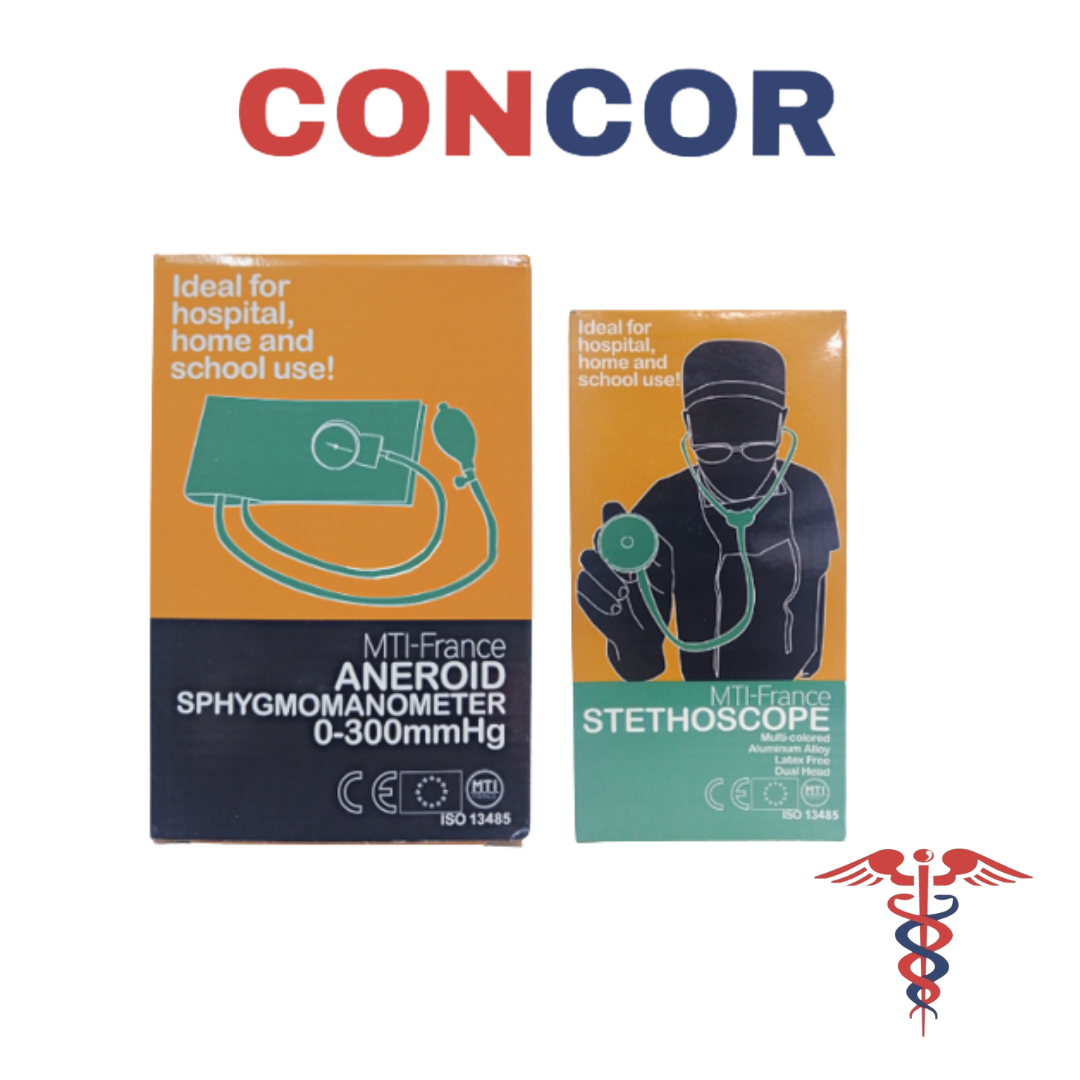 CONCOR
Ideal for
hospital,
home and
school use!
MTI-France
ANEROID
SPHYGMOMANOMETER
0-300mmHg
CE
MTI
ISO 13485
Ideal for
hospital,
home and
school use!
MTI-France
STETHOSCOPE
Multi-colored
Aluminum Alloy
Latex Free
Dual Head
CE
MTI
ISO 13485